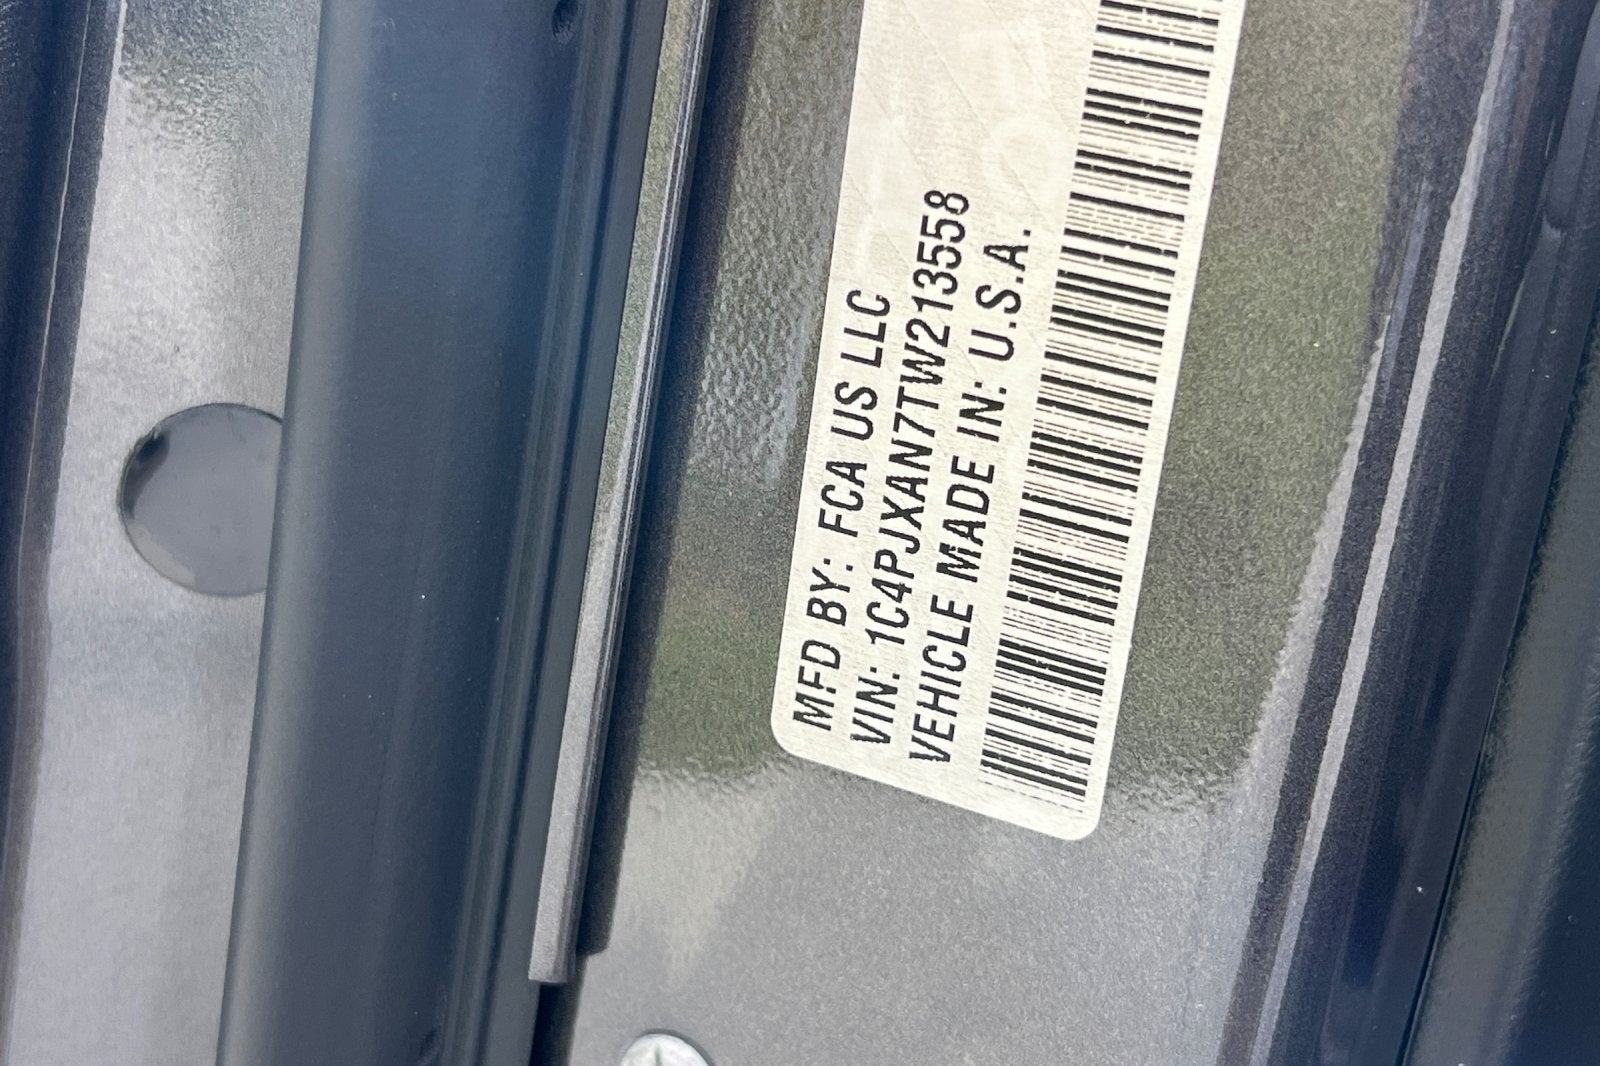 MFD BY: FCA US LLC
VIN: 1C4PJXAN7TW213558
VEHICLE MADE IN: U.S.A.